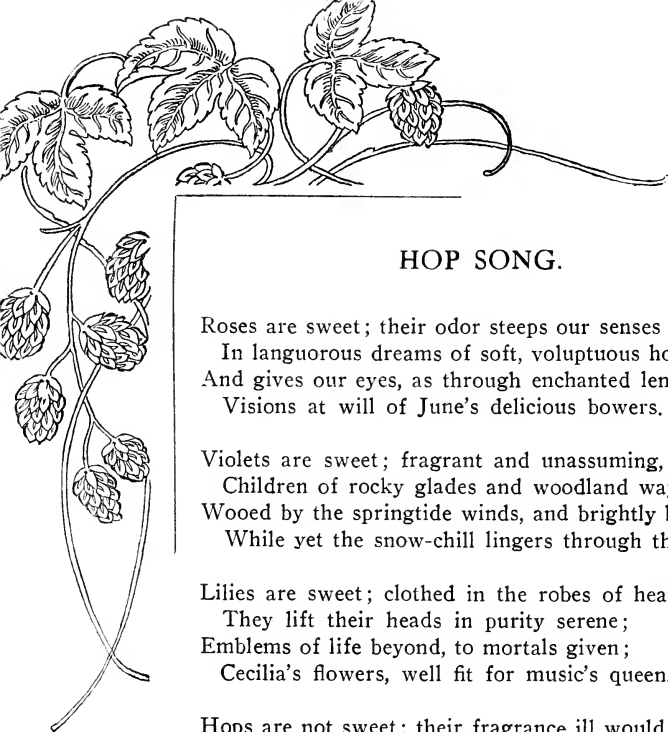 HOP SONG.
Roses are sweet; their odor steeps our senses
In languorous dreams of soft, voluptuous
And gives our eyes, as through enchanted
Visions at will of June's delicious bowers.
Violets are sweet; fragrant and unassuming,
Children of rocky glades and woodland
Wooed by the springtide winds, and brightly
While yet the snow-chill lingers through
Lilies are sweet; clothed in the robes of
They lift their heads in purity serene;
Emblems of life beyond, to mortals given;
Cecilia's flowers, well fit for music's queen
Hops are not sweet; their fragrance ill would